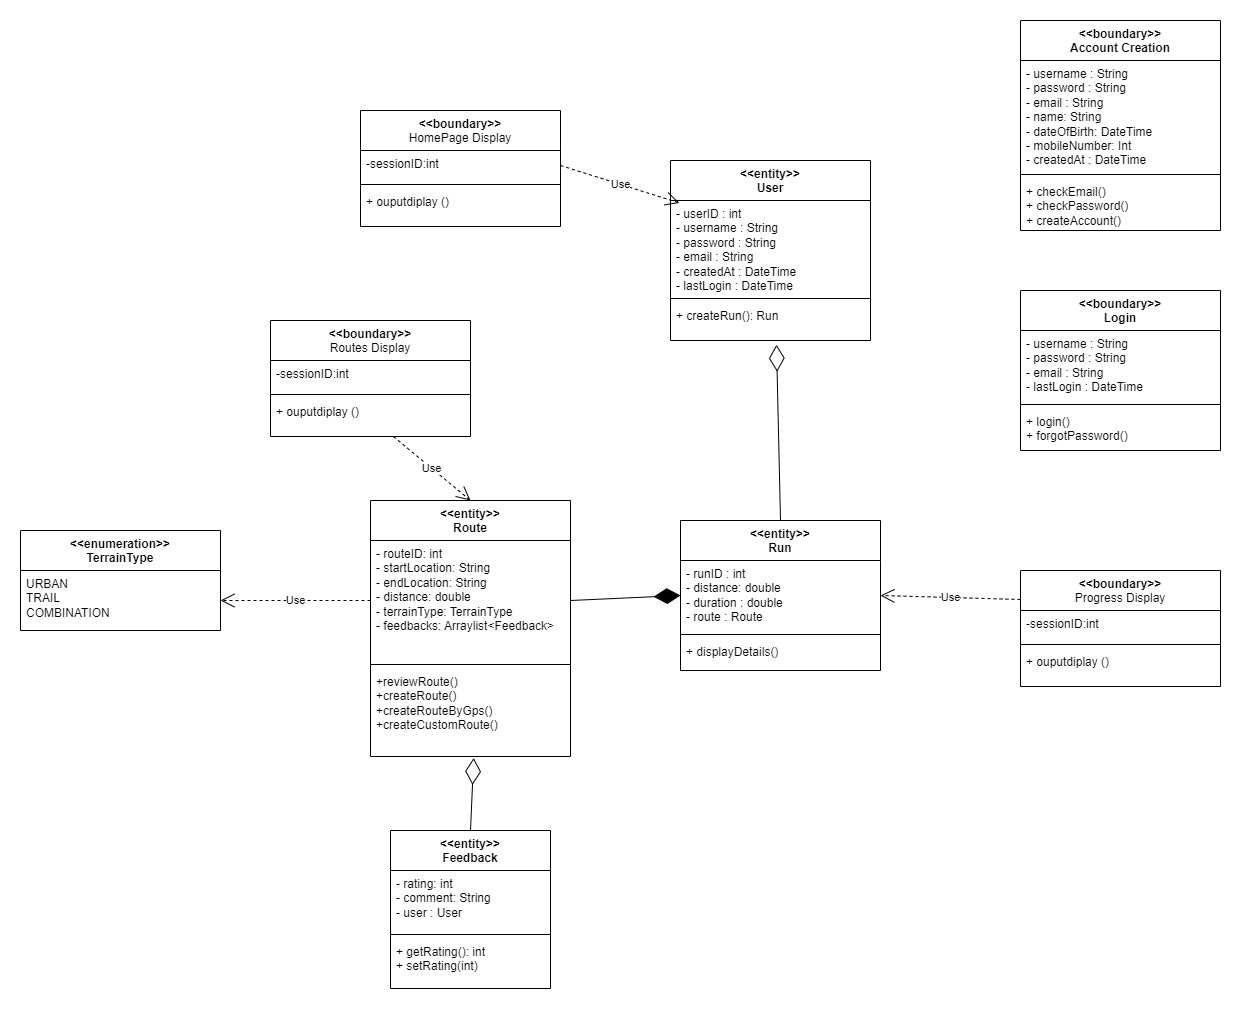 <<boundary>>
Account Creation
- username : String
- password : String
- email : String
- name: String
- dateOfBirth: DateTime
- mobileNumber: Int
- createdAt : DateTime
+ checkEmail()
+ checkPassword()
+ createAccount()
<<boundary>>
HomePage Display
-sessionID:int
+ ouputdiplay ()
Use
<<entity>>
User
- userID : int
- username : String
- password : String
- email : String
- createdAt : DateTime
- lastLogin : DateTime
+ createRun(): Run
<<boundary>>
Login
- username : String
- password : String
- email : String
- lastLogin : DateTime
+ login()
+ forgotPassword()
<<boundary>>
Routes Display
-sessionID:int
+ ouputdiplay ()
Use
<<entity>>
Route
- routeID: int
- startLocation: String
- endLocation: String
- distance: double
- terrainType: TerrainType
- feedbacks: Arraylist<Feedback>
+reviewRoute()
+createRoute()
+createRouteByGps()
+createCustomRoute()
<<enumeration>>
TerrainType
URBAN
TRAIL
COMBINATION
Use
<<entity>>
Run
- runID : int
- distance: double
- duration : double
- route : Route
+ displayDetails()
Use
<<boundary>>
Progress Display
-sessionID:int
+ ouputdiplay ()
<<entity>>
Feedback
- rating: int
- comment: String
- user : User
+ getRating(): int
+ setRating(int)